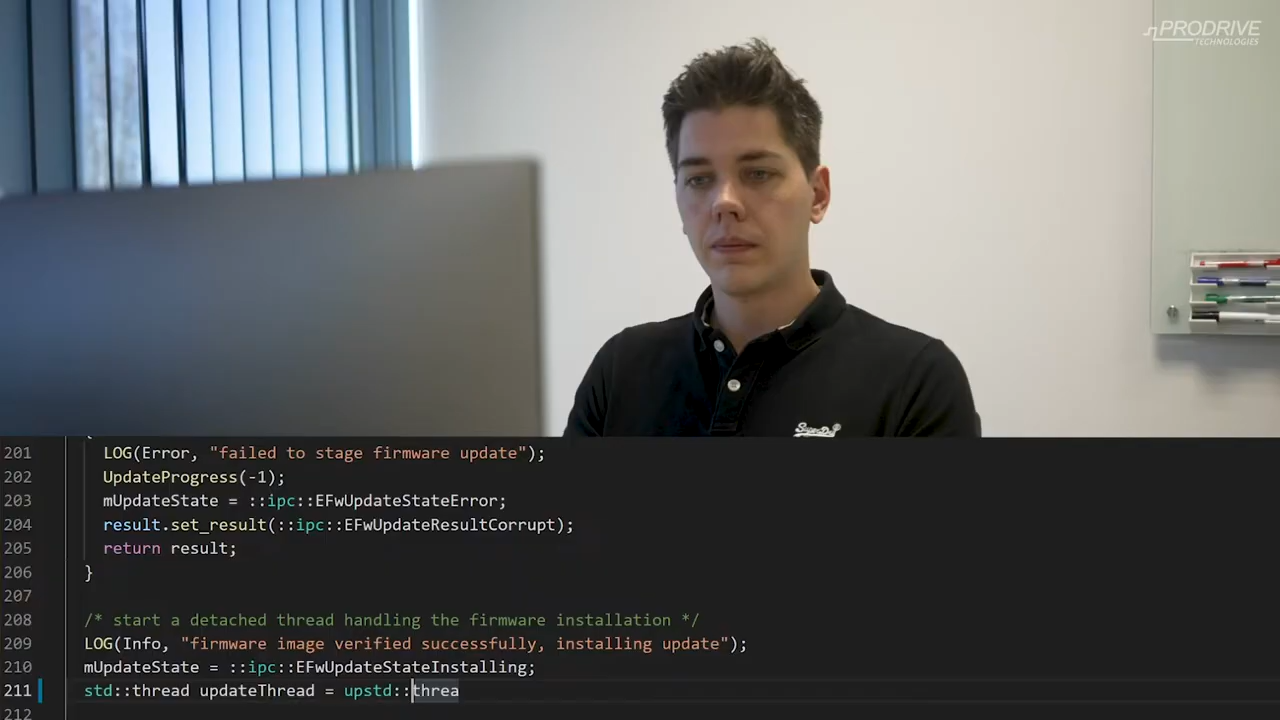 PRODRIVE
TECHNOLOGIES
Superdry
201 LOG(Error, "failed to stage firmware update");
202 UpdateProgress(-1);
203 mUpdateState = ::ipc::EFwUpdateStateError;
204 result.set_result(::ipc::EFwUpdateResultCorrupt);
205 return result;
206 }
207
208 /* start a detached thread handling the firmware installation */
209 LOG(Info, "firmware image verified successfully, installing update");
210 mUpdateState = ::ipc::EFwUpdateStateInstalling;
211 std::thread updateThread = upstd::threa
212